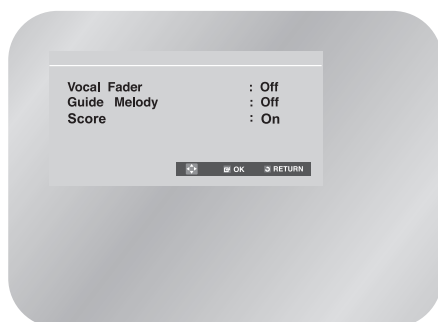 Vocal Fader : Off
Guide Melody : Off
Score : On
OK RETURN